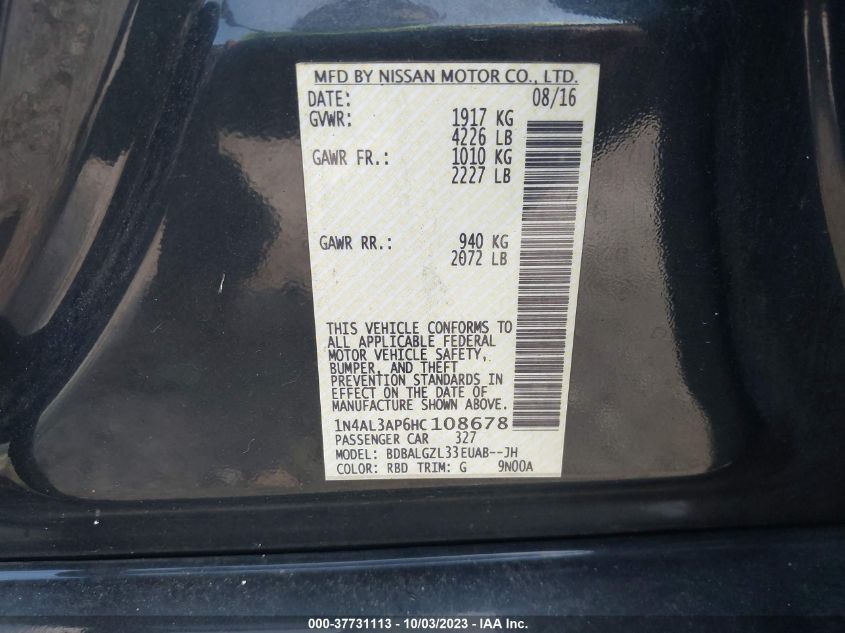 MFD BY NISSAN MOTOR CO., LTD.
DATE: 08/16
GVWR: 1917 KG
4226 LB
GAWR FR.: 1010 KG
2227 LB
GAWR RR.: 940 KG
2072 LB
THIS VEHICLE CONFORMS TO
ALL APPLICABLE FEDERAL
MOTOR VEHICLE SAFETY,
BUMPER, AND THEFT
PREVENTION STANDARDS IN
EFFECT ON THE DATE OF
MANUFACTURE SHOWN ABOVE.
1N4AL3AP6HC108678
PASSENGER CAR 327
MODEL: BDBALGZL33EUAB--JH
COLOR: RBD TRIM: G 9N00A
000-37731113 - 10/03/2023 - IAA Inc.